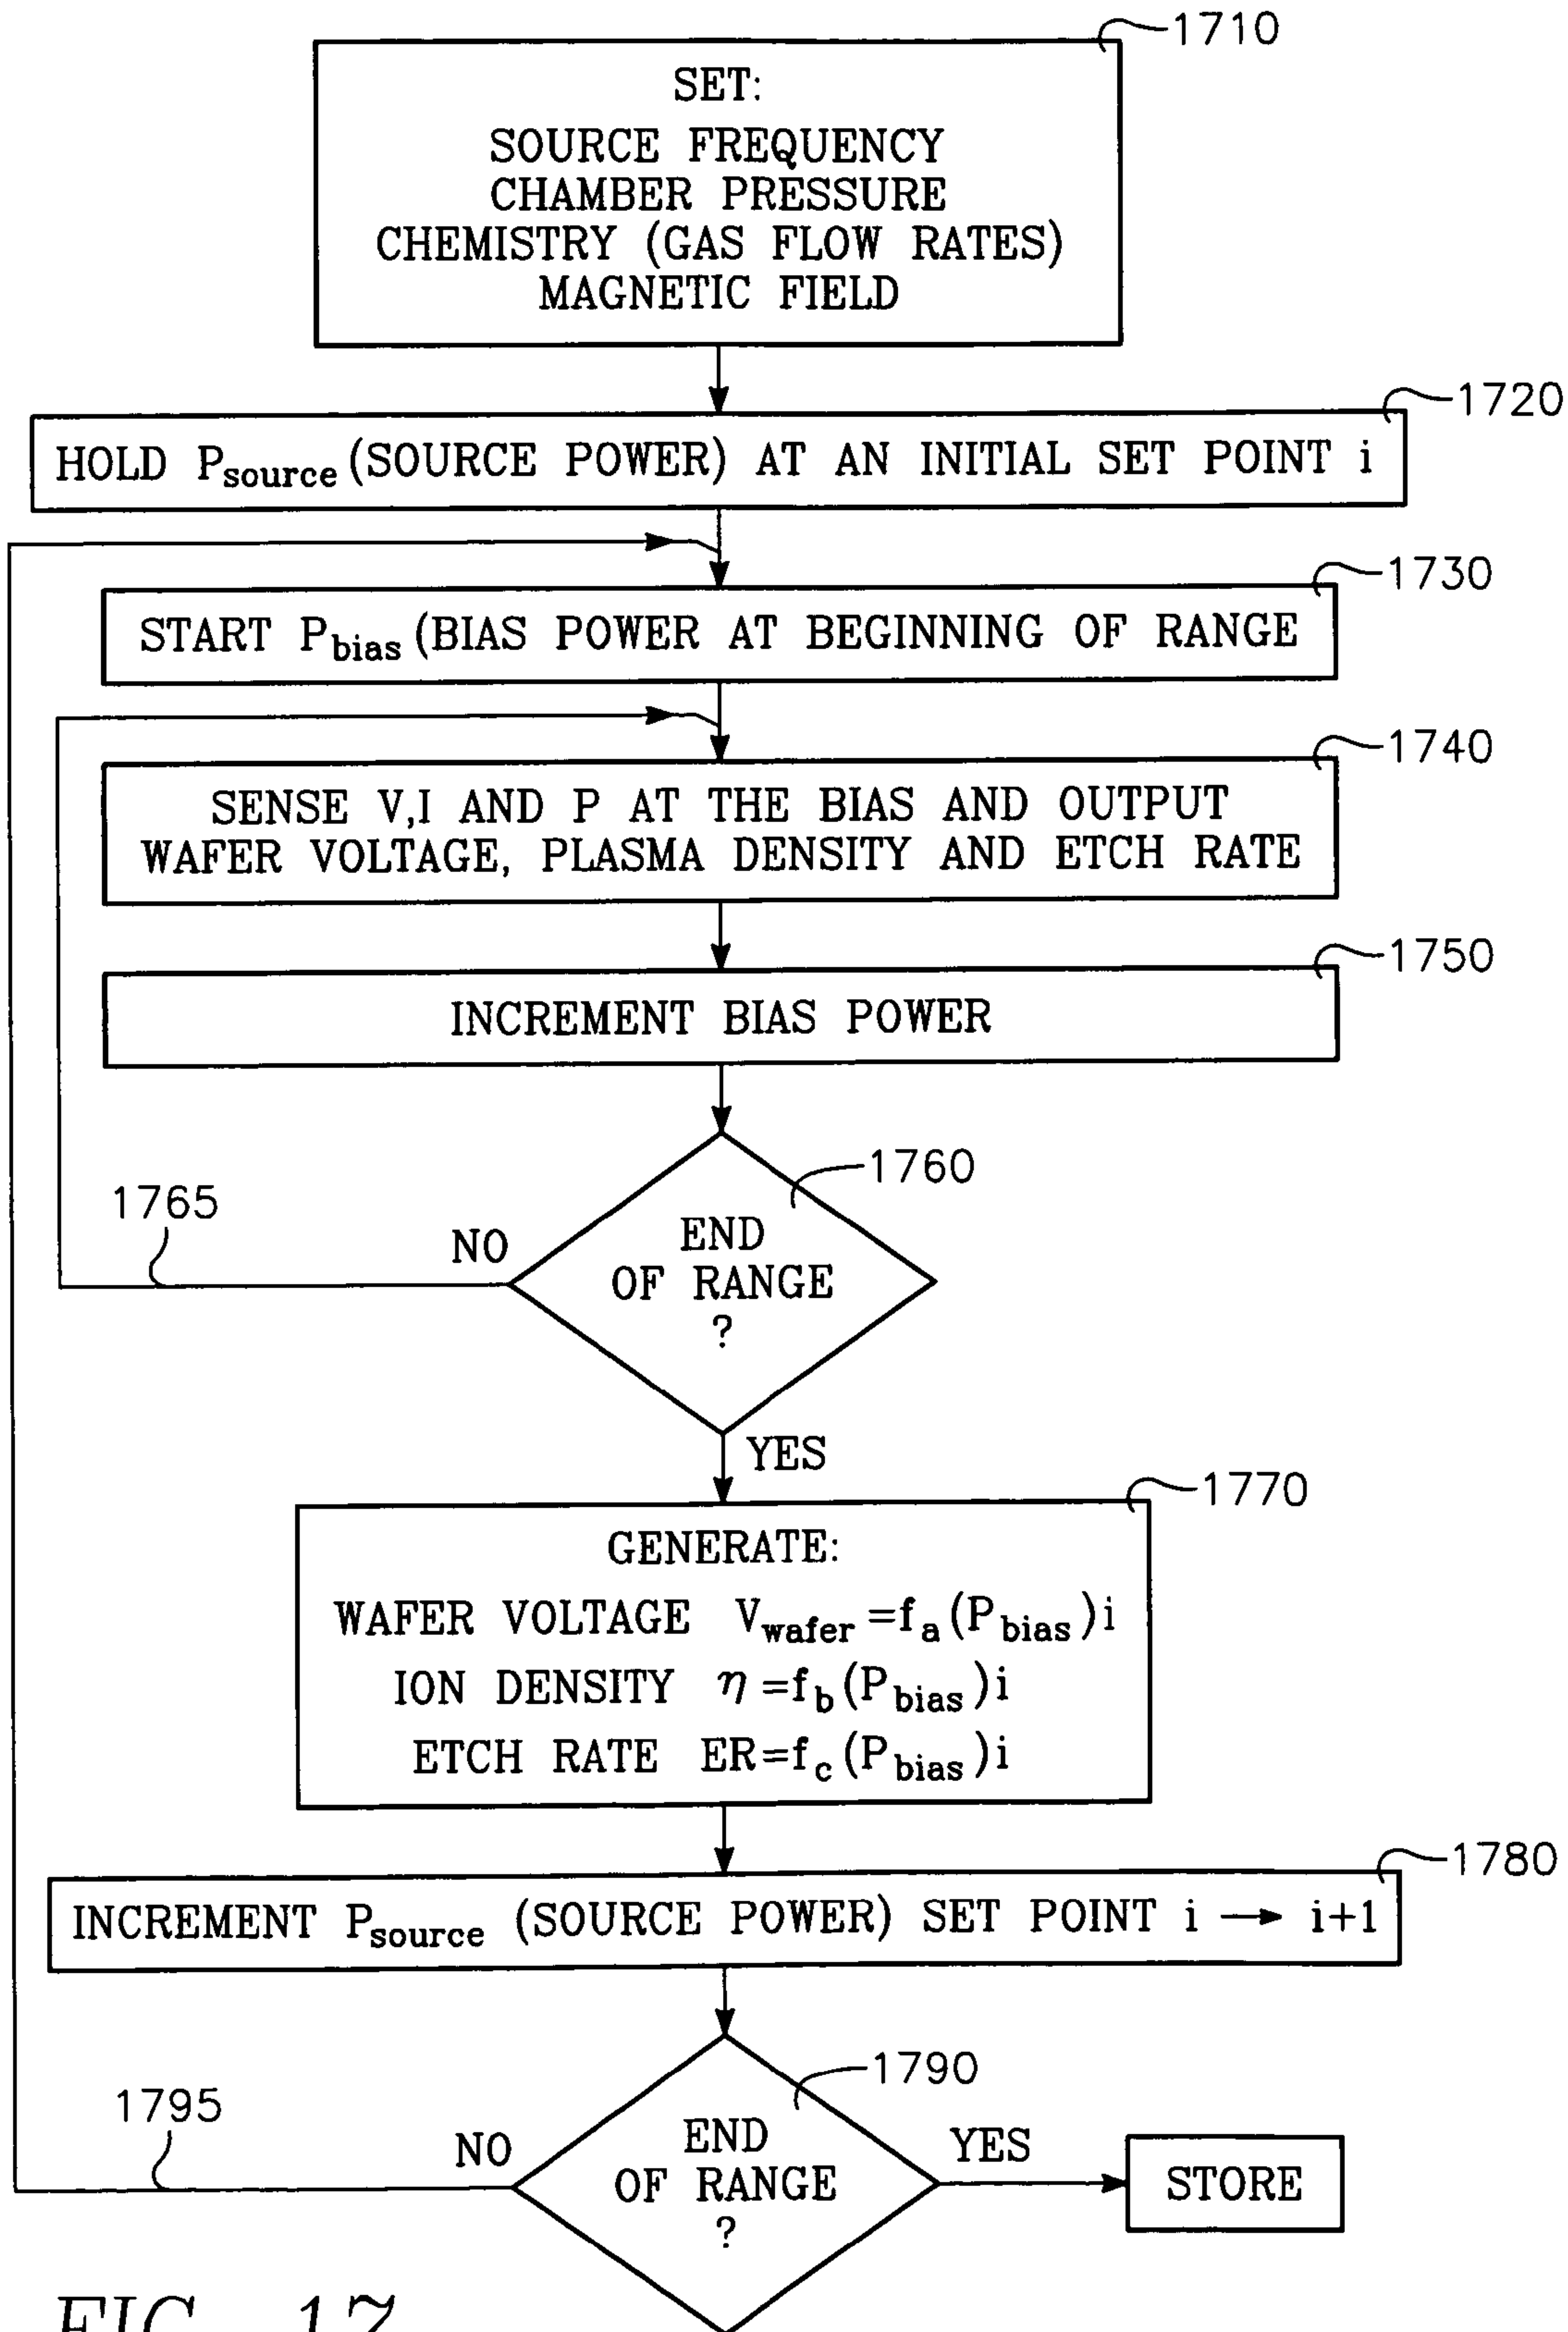 1710
SET:
SOURCE FREQUENCY
CHAMBER PRESSURE
CHEMISTRY (GAS FLOW RATES)
MAGNETIC FIELD
1720
HOLD Psource (SOURCE POWER) AT AN INITIAL SET POINT i
1730
START Pbias (BIAS POWER AT BEGINNING OF RANGE
1740
SENSE V,I AND P AT THE BIAS AND OUTPUT
WAFER VOLTAGE, PLASMA DENSITY AND ETCH RATE
1750
INCREMENT BIAS POWER
1760
1765
NO
END
OF RANGE
?
YES
1770
GENERATE:
WAFER VOLTAGE Vwafer =fa(Pbias)i
ION DENSITY η =fb(Pbias)i
ETCH RATE ER=fc(Pbias)i
1780
INCREMENT Psource (SOURCE POWER) SET POINT i → i+1
1790
1795
NO
END
OF RANGE
?
YES
STORE
FIG. 17